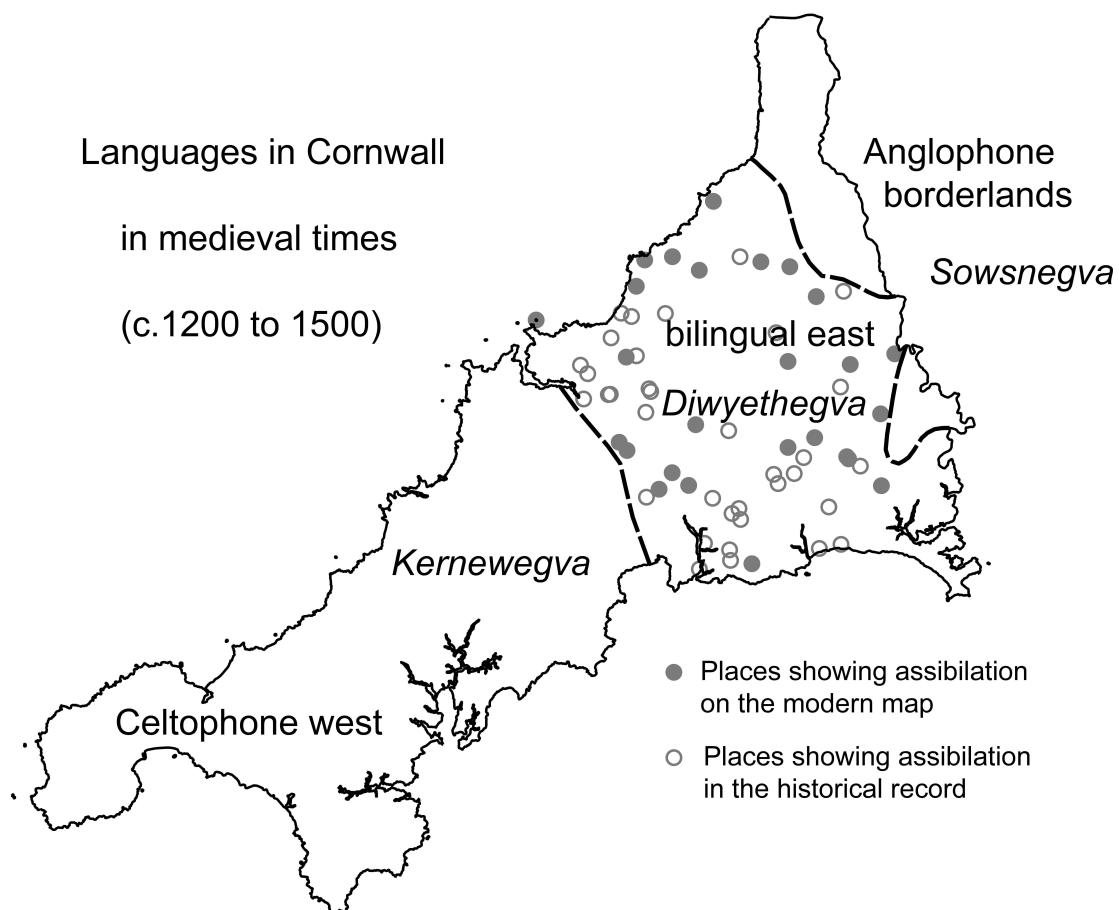 Languages in Cornwall
in medieval times
(c.1200 to 1500)
Anglophone
borderlands
Sowsnegva
bilingual east
Diwyethegva
Kernewegva
Celtophone west
Places showing assibilation
on the modern map
Places showing assibilation
in the historical record